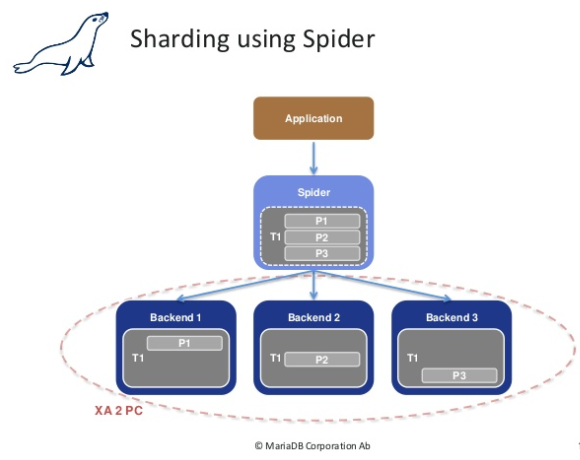 Sharding using Spider
Application
Spider
T1
P1
P2
P3
Backend 1
T1
P1
Backend 2
T1
P2
Backend 3
T1
P3
XA 2 PC
© MariaDB Corporation Ab